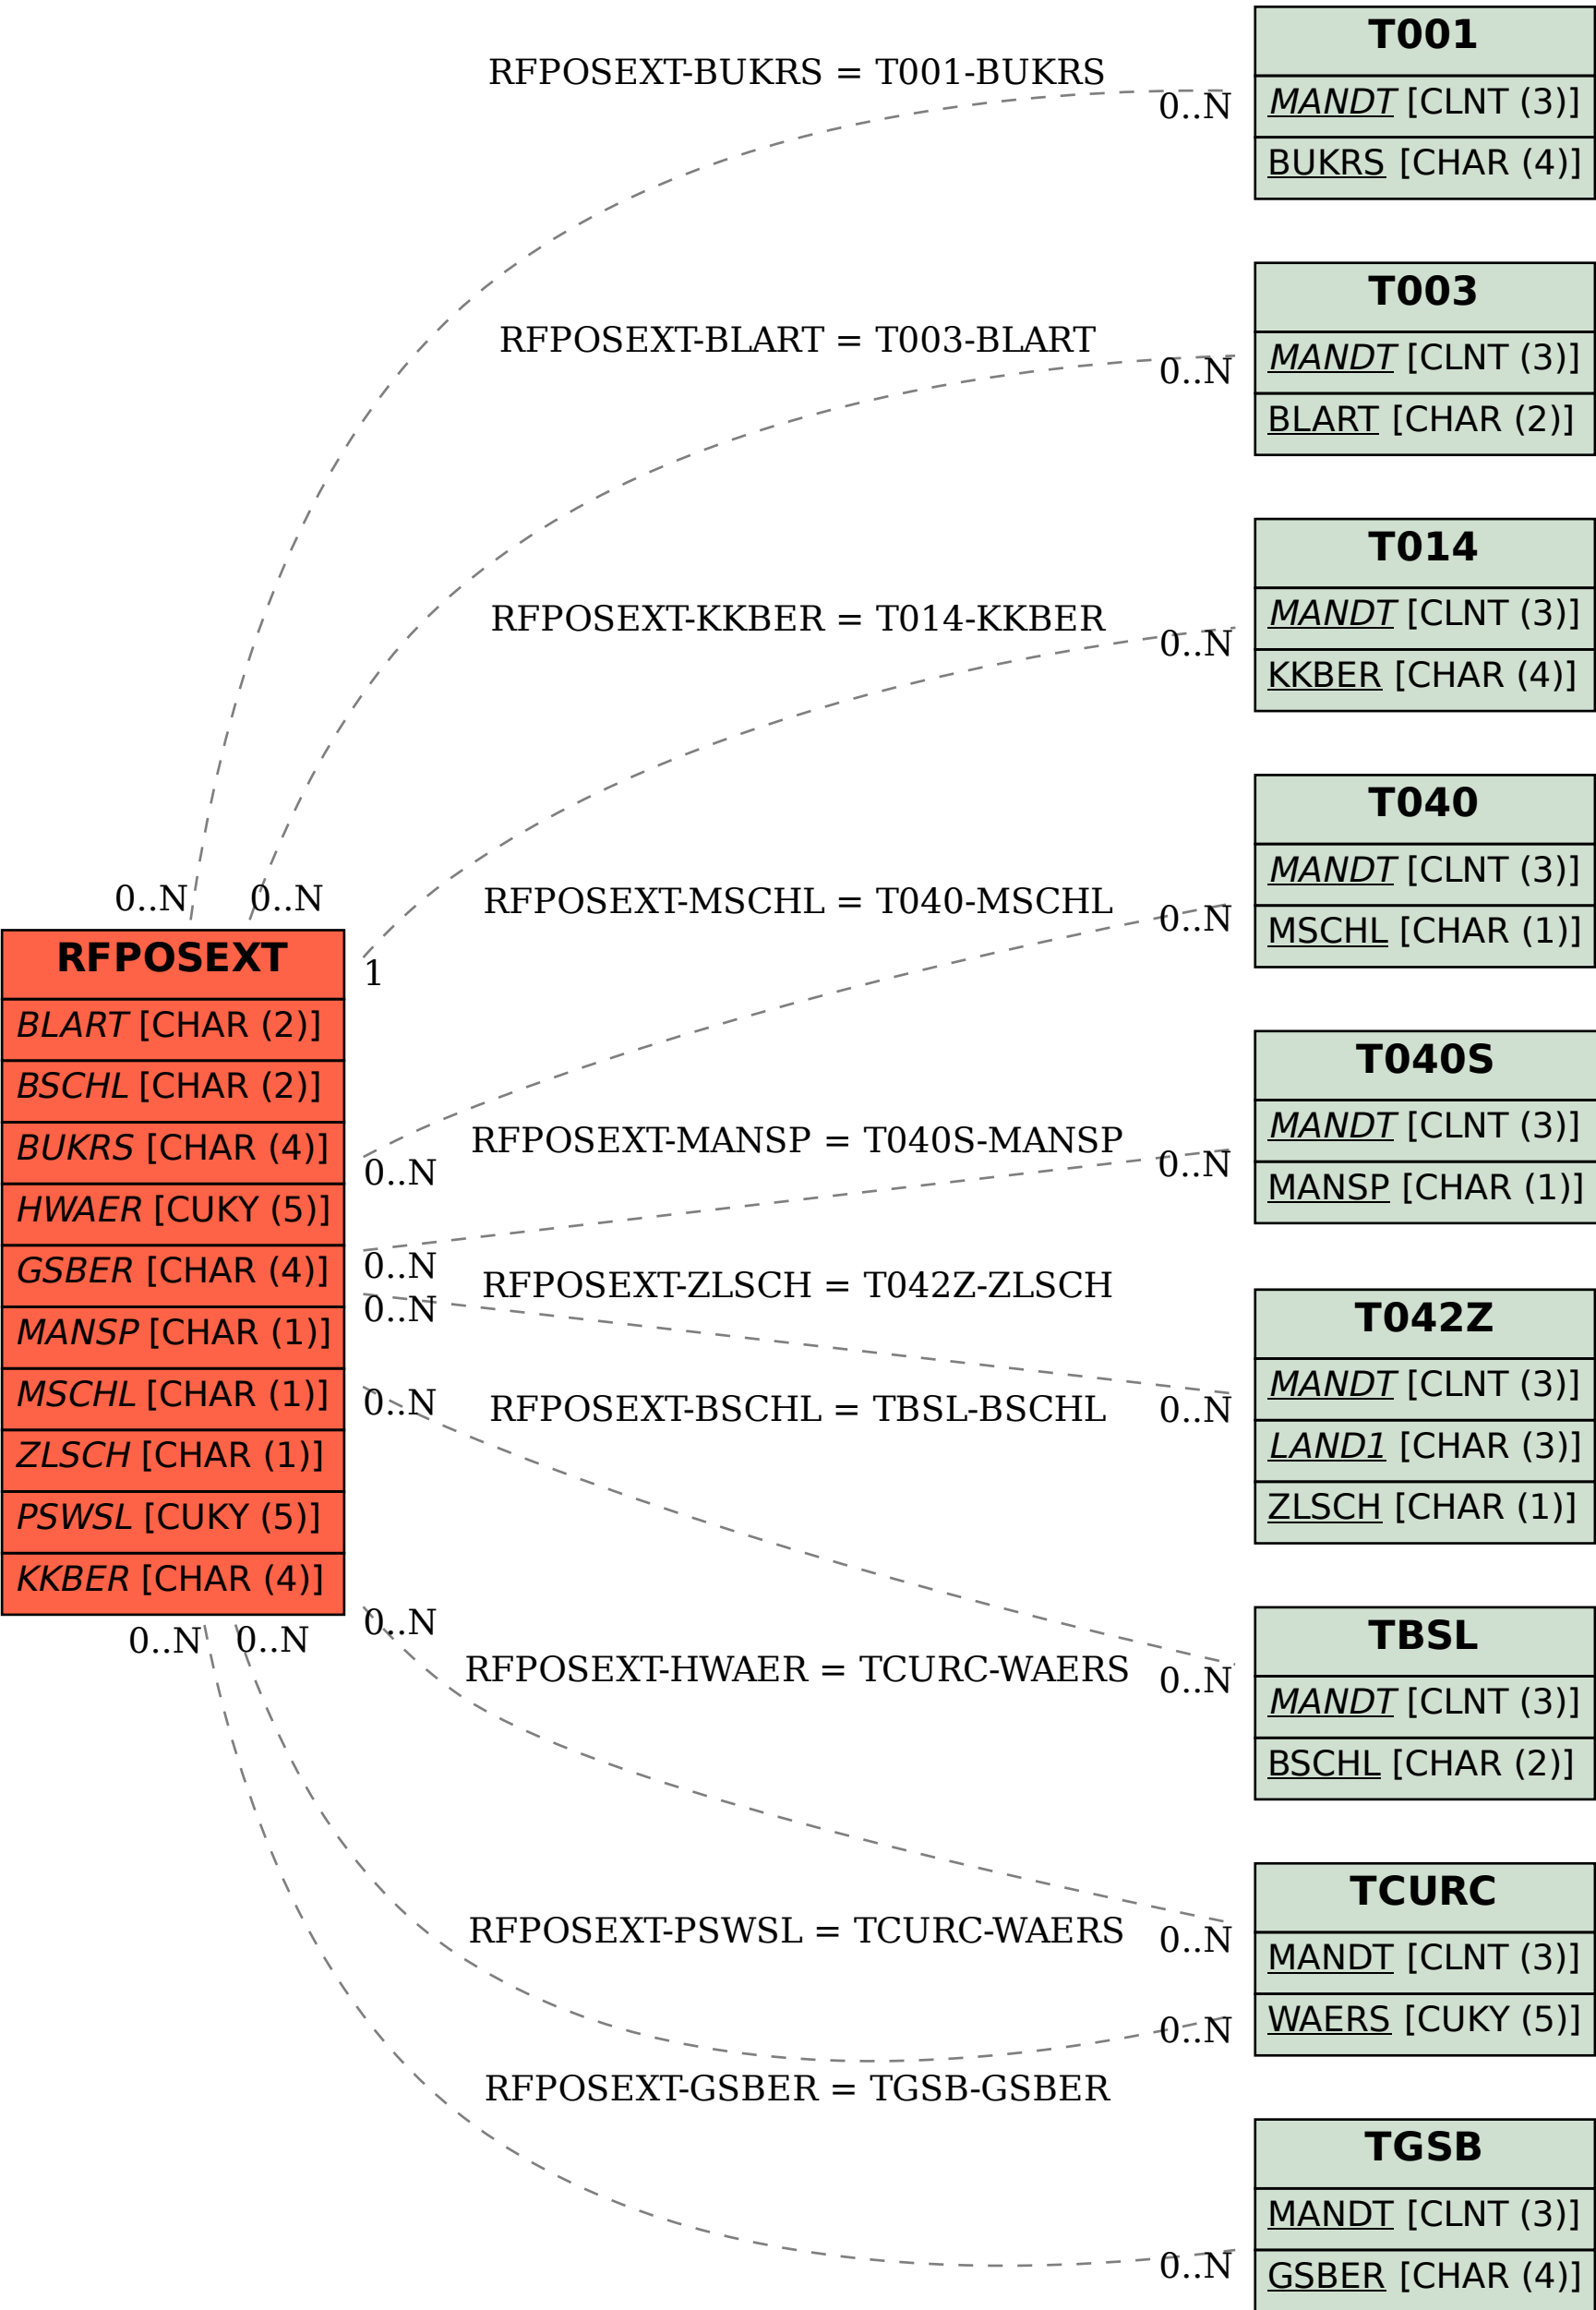 T001
RFPOSEXT-BUKRS = T001-BUKRS
0..N
MANDT [CLNT (3)]
BUKRS [CHAR (4)]
T003
RFPOSEXT-BLART = T003-BLART
0..N
MANDT [CLNT (3)]
BLART [CHAR (2)]
T014
RFPOSEXT-KKBER = T014-KKBER
0..N
MANDT [CLNT (3)]
KKBER [CHAR (4)]
T040
MANDT [CLNT (3)]
0..N
0..N
RFPOSEXT-MSCHL = T040-MSCHL
0..N
MSCHL [CHAR (1)]
RFPOSEXT
1
BLART [CHAR (2)]
BSCHL [CHAR (2)]
BUKRS [CHAR (4)]
HWAER [CUKY (5)]
GSBER [CHAR (4)]
MANSP [CHAR (1)]
MSCHL [CHAR (1)]
ZLSCH [CHAR (1)]
PSWSL [CUKY (5)]
KKBER [CHAR (4)]
T040S
RFPOSEXT-MANSP = T040S-MANSP
0..N
0..N
MANDT [CLNT (3)]
MANSP [CHAR (1)]
0..N
RFPOSEXT-ZLSCH = T042Z-ZLSCH
0..N
T042Z
MANDT [CLNT (3)]
0..N
RFPOSEXT-BSCHL = TBSL-BSCHL
0..N
LAND1 [CHAR (3)]
ZLSCH [CHAR (1)]
0..N
0..N
0..N
TBSL
RFPOSEXT-HWAER = TCURC-WAERS
0..N
MANDT [CLNT (3)]
BSCHL [CHAR (2)]
TCURC
RFPOSEXT-PSWSL = TCURC-WAERS
0..N
MANDT [CLNT (3)]
0..N
WAERS [CUKY (5)]
RFPOSEXT-GSBER = TGSB-GSBER
TGSB
MANDT [CLNT (3)]
0..N
GSBER [CHAR (4)]